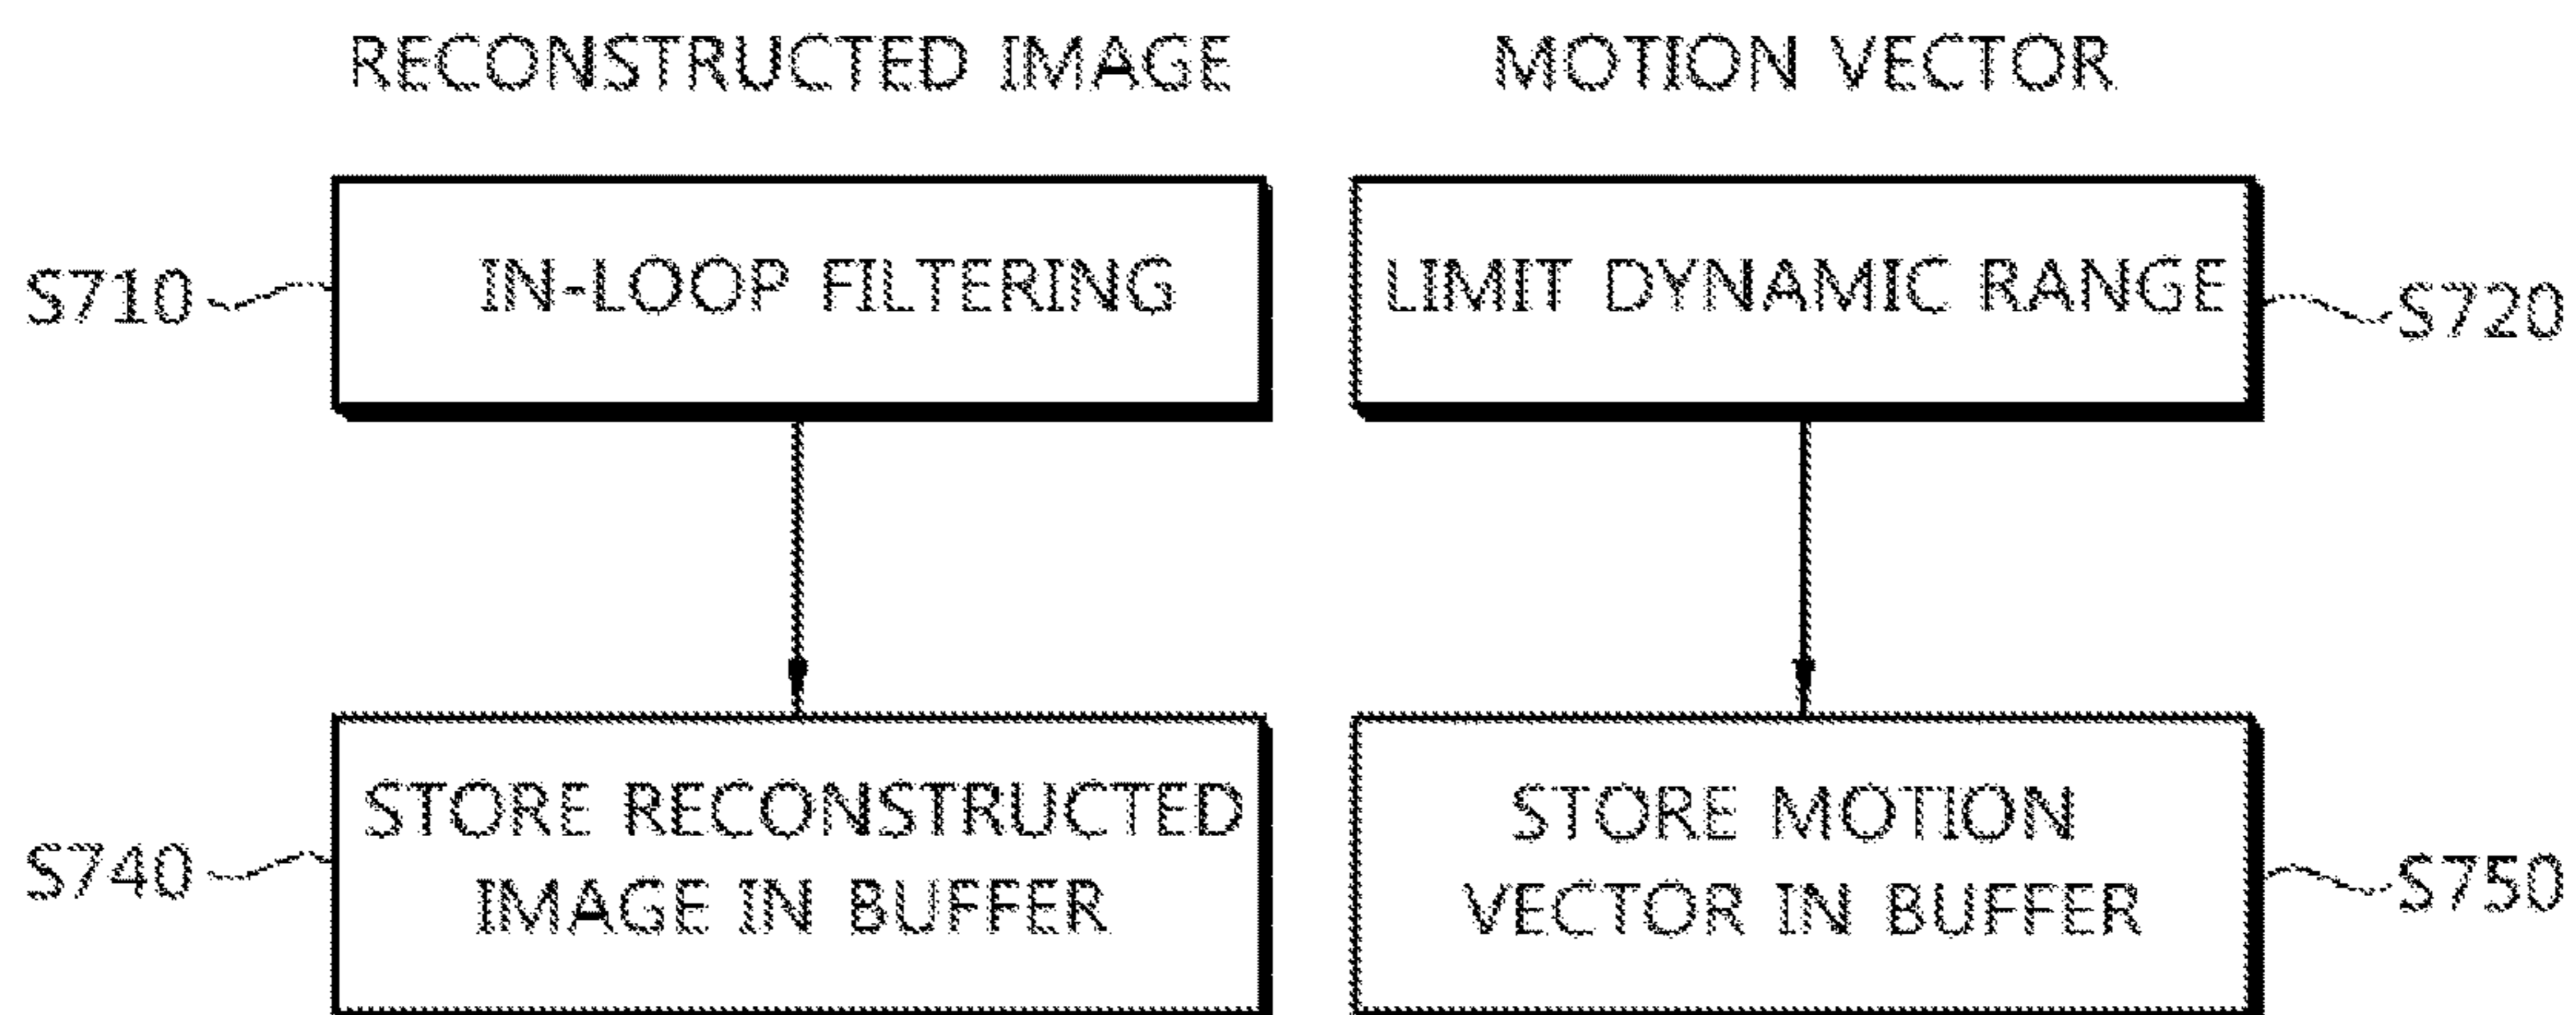 RECONSTRUCTED IMAGE
MOTION VECTOR
S710
IN-LOOP FILTERING
LIMIT DYNAMIC RANGE
S720
S740
STORE RECONSTRUCTED
IMAGE IN BUFFER
STORE MOTION
VECTOR IN BUFFER
S750